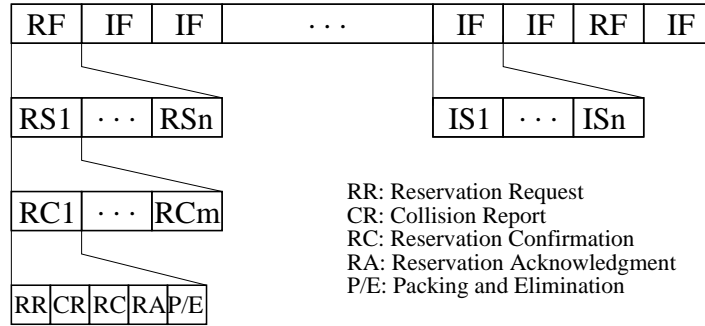 RF IF IF · · · IF IF RF IF
RS1 · · · RSn IS1 · · · ISn
RC1 · · · RCm
RR: Reservation Request
CR: Collision Report
RC: Reservation Confirmation
RA: Reservation Acknowledgment
P/E: Packing and Elimination
RR CR RC RA P/E